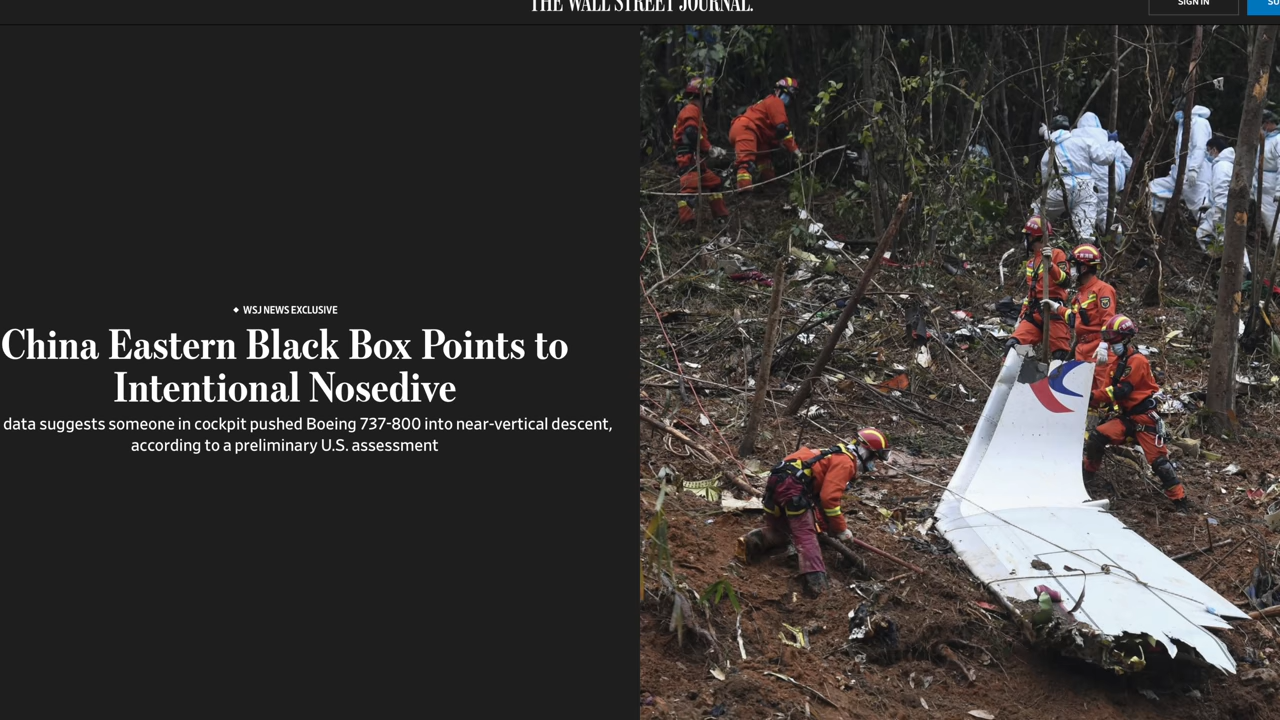 THE WALL STREET JOURNAL.
SIGN IN
SU
WSJ NEWS EXCLUSIVE
China Eastern Black Box Points to
Intentional Nosedive
data suggests someone in cockpit pushed Boeing 737-800 into near-vertical descent,
according to a preliminary U.S. assessment